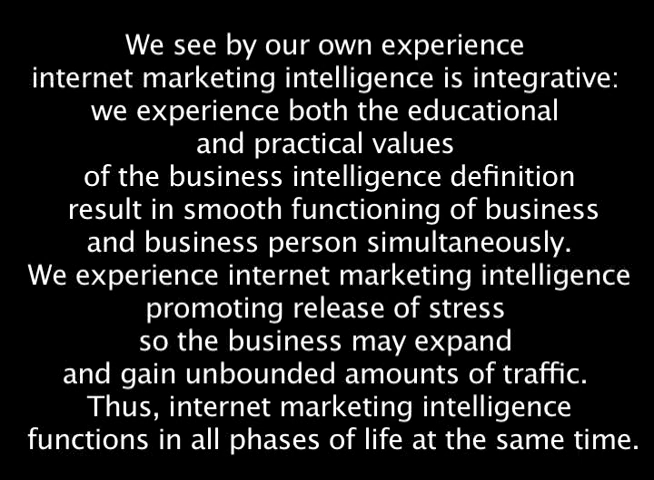 We see by our own experience
internet marketing intelligence is integrative:
we experience both the educational
and practical values
of the business intelligence definition
result in smooth functioning of business
and business person simultaneously.
We experience internet marketing intelligence
promoting release of stress
so the business may expand
and gain unbounded amounts of traffic.
Thus, internet marketing intelligence
functions in all phases of life at the same time.